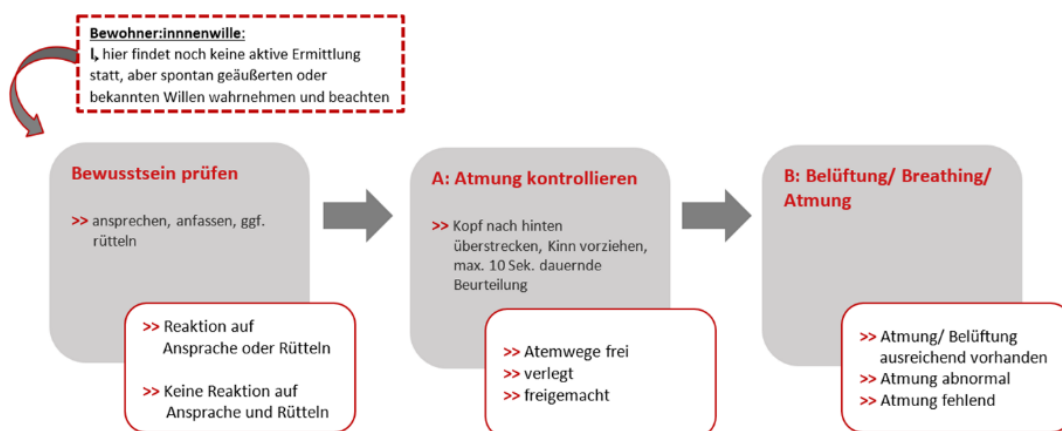 Bewohner:innnenwille:
hier findet noch keine aktive Ermittlung
statt, aber spontan geäußerten oder
bekannten Willen wahrnehmen und beachten
Bewusstsein prüfen
>> ansprechen, anfassen, ggf.
rütteln
>> Reaktion auf
Ansprache oder Rütteln
>> Keine Reaktion auf
Ansprache und Rütteln
A: Atmung kontrollieren
>> Kopf nach hinten
überstrecken, Kinn vorziehen,
max. 10 Sek. dauernde
Beurteilung
>> Atemwege frei
>> verlegt
>> freigemacht
B: Belüftung/ Breathing/
Atmung
>> Atmung/ Belüftung
ausreichend vorhanden
>> Atmung abnormal
>> Atmung fehlend